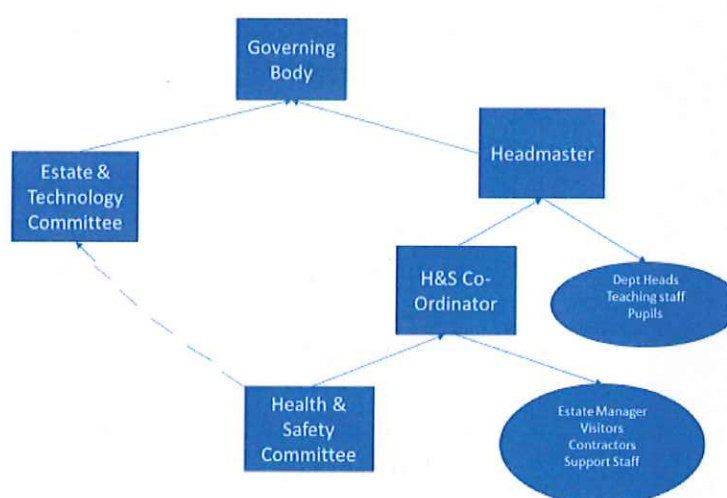 Governing
Body
Estate &
Technology
Committee
Headmaster
H&S Co-
Ordinator
Dept Heads
Teaching staff
Pupils
Health &
Safety
Committee
Estate Manager
Visitors
Contractors
Support Staff